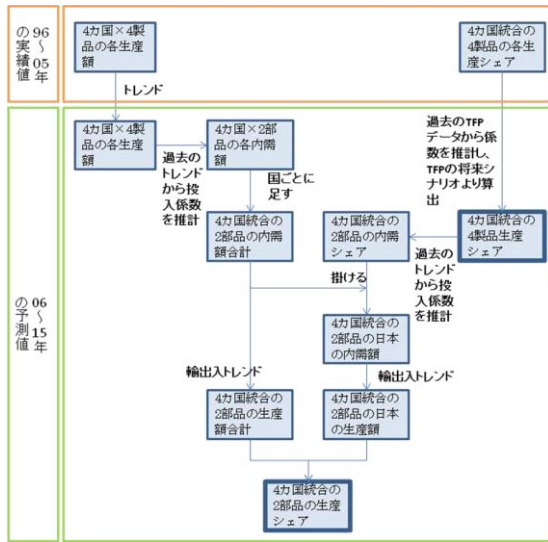 96～05年
の実績値
4カ国×4製
品の各生産
額
4カ国統合の
4製品の各生
産シェア
トレンド
過去のTFP
データから係
数を推計し、
TFPの将来シ
ナリオより算
出
06～15年
の予測値
4カ国×4製
品の各生産
額
過去の
トレンド
から投
入係数
を推計
4カ国×2部
品の各内需
額
国ごとに
足す
4カ国統合の
2部品の内需
額合計
4カ国統合の
2部品の内需
シェア
過去の
トレンド
から投
入係数
を推計
4カ国統合の
4製品生産
シェア
掛ける
4カ国統合の
2部品の日本
の内需額
輸出入トレンド
輸出入トレンド
4カ国統合の
2部品の生産
額合計
4カ国統合の
2部品の日本
の生産額
4カ国統合の
2部品の生産
シェア